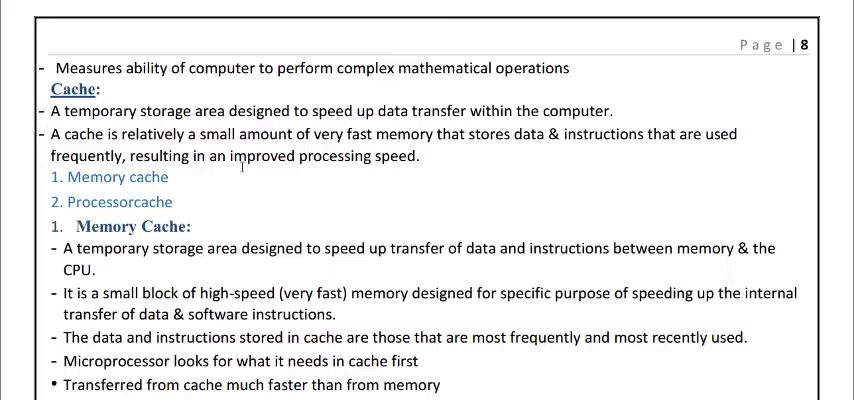 Page | 8
- Measures ability of computer to perform complex mathematical operations
Cache:
- A temporary storage area designed to speed up data transfer within the computer.
- A cache is relatively a small amount of very fast memory that stores data & instructions that are used
frequently, resulting in an improved processing speed.
1. Memory cache
2. Processorcache
1. Memory Cache:
- A temporary storage area designed to speed up transfer of data and instructions between memory & the
CPU.
- It is a small block of high-speed (very fast) memory designed for specific purpose of speeding up the internal
transfer of data & software instructions.
- The data and instructions stored in cache are those that are most frequently and most recently used.
- Microprocessor looks for what it needs in cache first
• Transferred from cache much faster than from memory